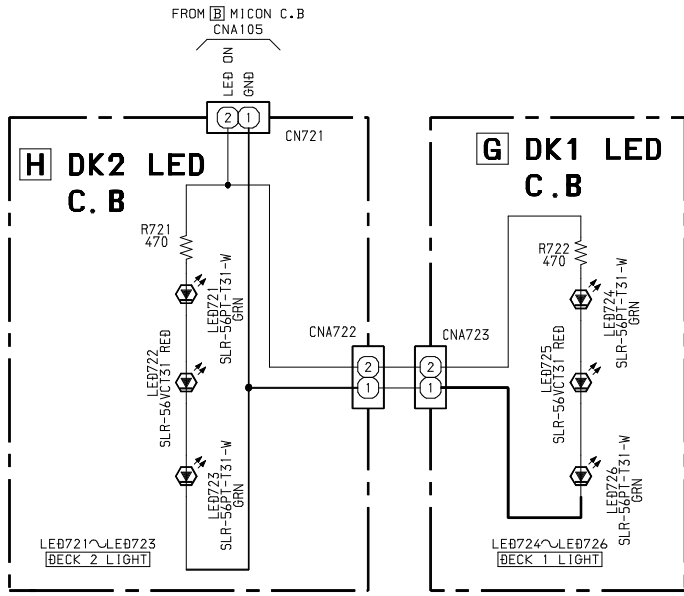 FROM B MICON C.B
CNA105
LED ON
GND
2 1
CN721
H DK2 LED
C.B
R721
470
LED721
SLR-56PT-T31-W
GRN
LED722
SLR-56VCT31 RED
LED723
SLR-56PT-T31-W
GRN
LED721～LED723
DECK 2 LIGHT
CNA722
2
1
CNA723
2
1
G DK1 LED
C.B
R722
470
LED724
SLR-56PT-T31-W
GRN
LED725
SLR-56VCT31 RED
LED726
SLR-56PT-T31-W
GRN
LED724～LED726
DECK 1 LIGHT